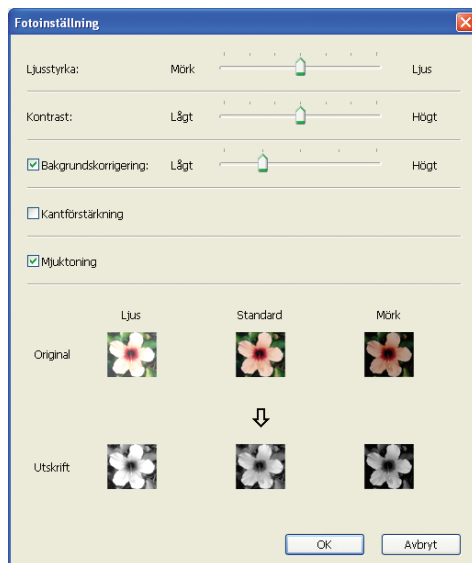 Fotoinställning
Ljusstyrka: Mörk Ljus
Kontrast: Lågt Högt
Bakgrundskorrigering: Lågt Högt
Kantförstärkning
Mjuktoning
Ljus Standard Mörk
Original
Utskrift
OK Avbryt